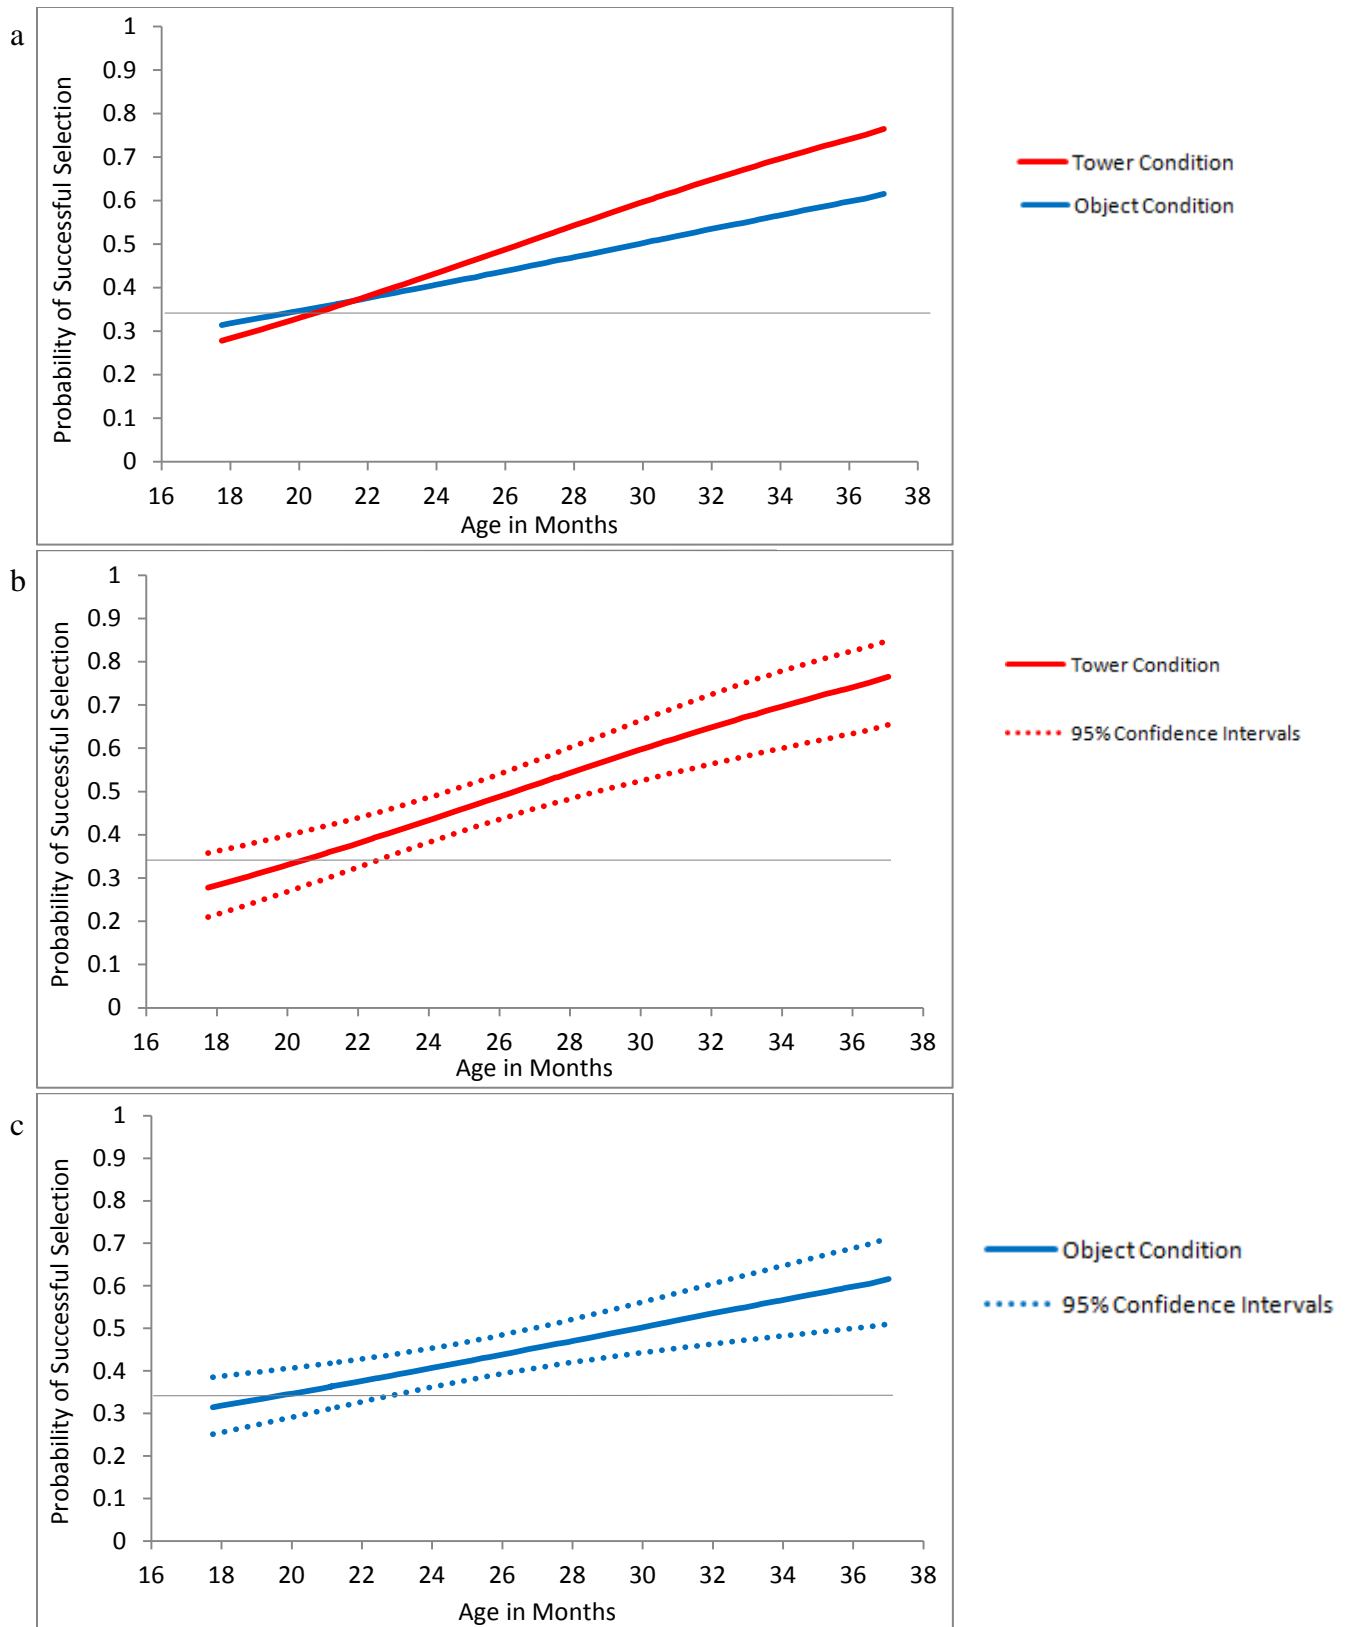 a
Probability of Successful Selection
1
0.9
0.8
0.7
0.6
0.5
0.4
0.3
0.2
0.1
0
16 18 20 22 24 26 28 30 32 34 36 38
Age in Months
Tower Condition
Object Condition
b
Probability of Successful Selection
1
0.9
0.8
0.7
0.6
0.5
0.4
0.3
0.2
0.1
0
16 18 20 22 24 26 28 30 32 34 36 38
Age in Months
Tower Condition
95% Confidence Intervals
c
Probability of Successful Selection
1
0.9
0.8
0.7
0.6
0.5
0.4
0.3
0.2
0.1
0
16 18 20 22 24 26 28 30 32 34 36 38
Age in Months
Object Condition
95% Confidence Intervals